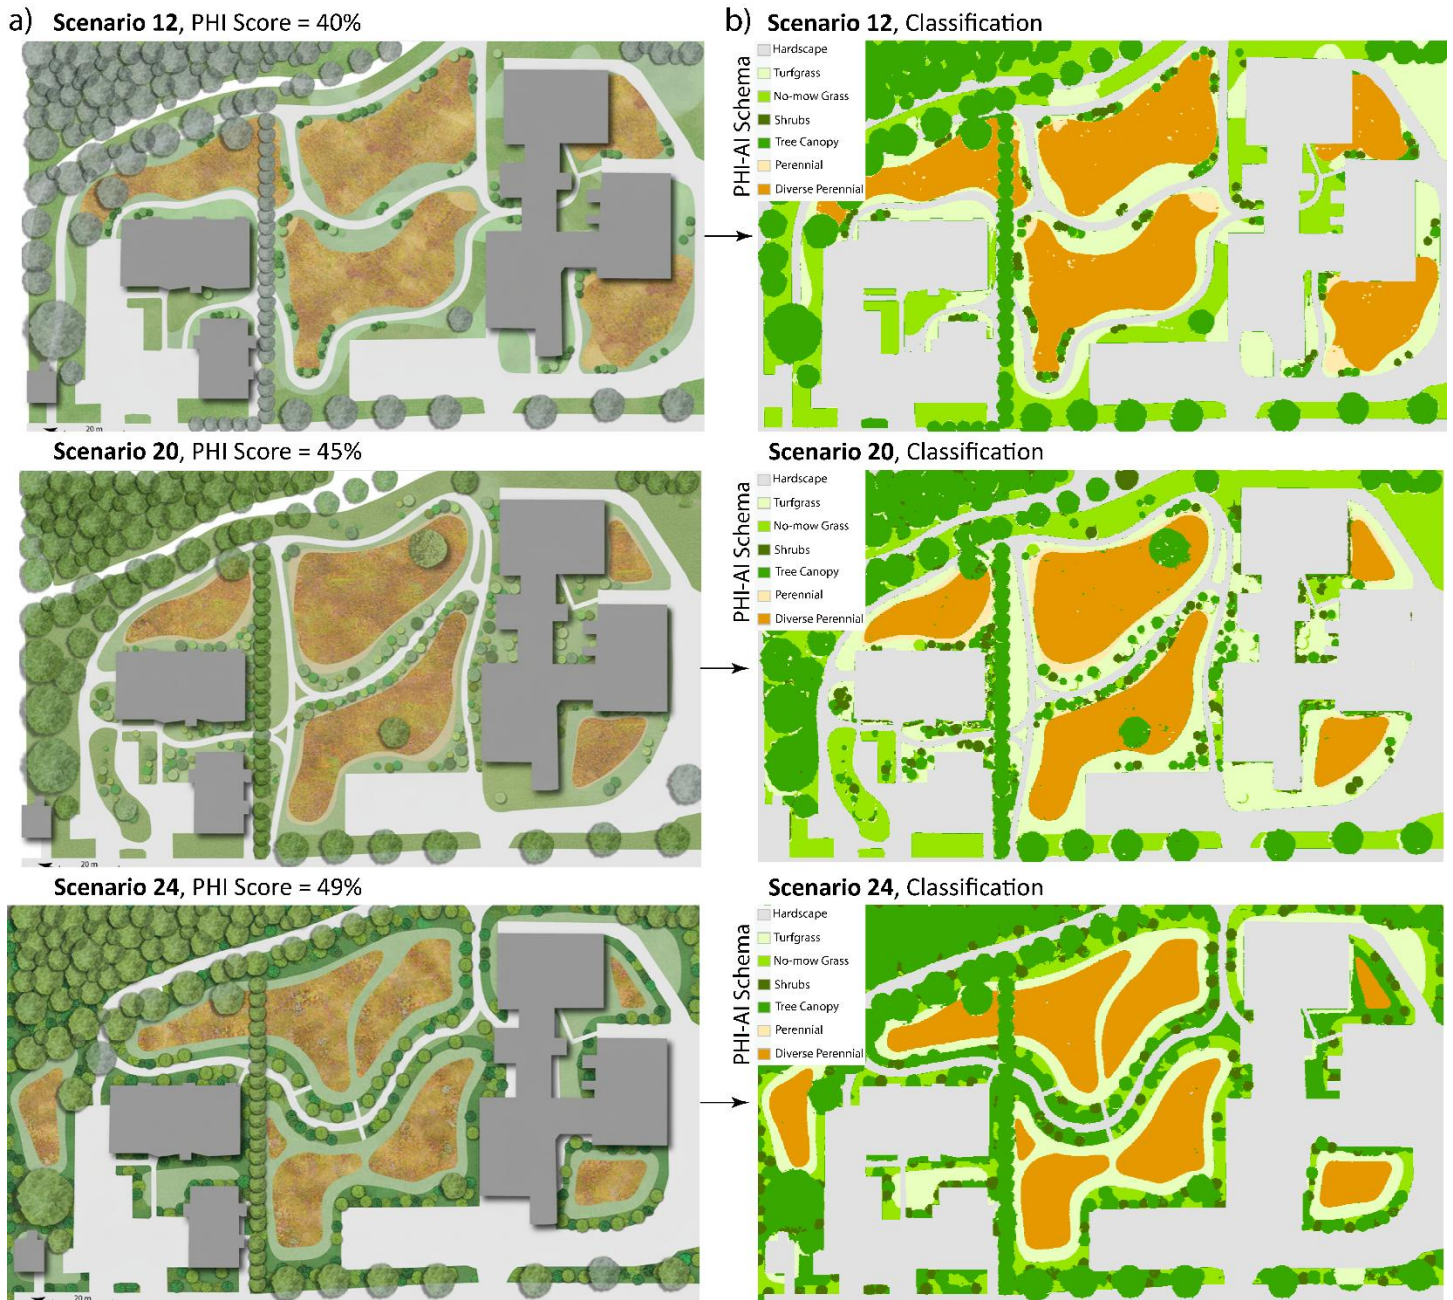 a) Scenario 12, PHI Score = 40%
b) Scenario 12, Classification
PHI-AI Schema
Hardscape
Turfgrass
No-mow Grass
Shrubs
Tree Canopy
Perennial
Diverse Perennial
20 m
Scenario 20, PHI Score = 45%
Scenario 20, Classification
PHI-AI Schema
Hardscape
Turfgrass
No-mow Grass
Shrubs
Tree Canopy
Perennial
Diverse Perennial
20 m
Scenario 24, PHI Score = 49%
Scenario 24, Classification
PHI-AI Schema
Hardscape
Turfgrass
No-mow Grass
Shrubs
Tree Canopy
Perennial
Diverse Perennial
20 m